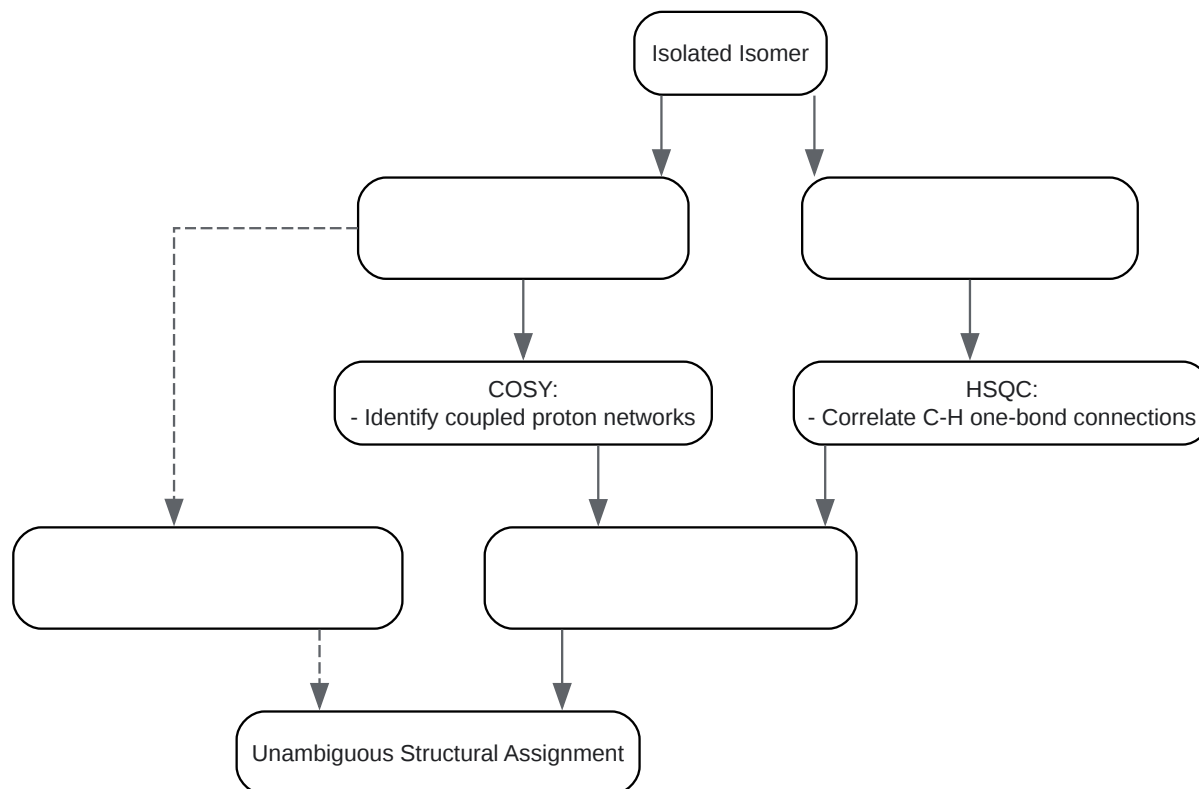 Isolated Isomer
COSY:
- Identify coupled proton networks
HSQC:
- Correlate C-H one-bond connections
Unambiguous Structural Assignment